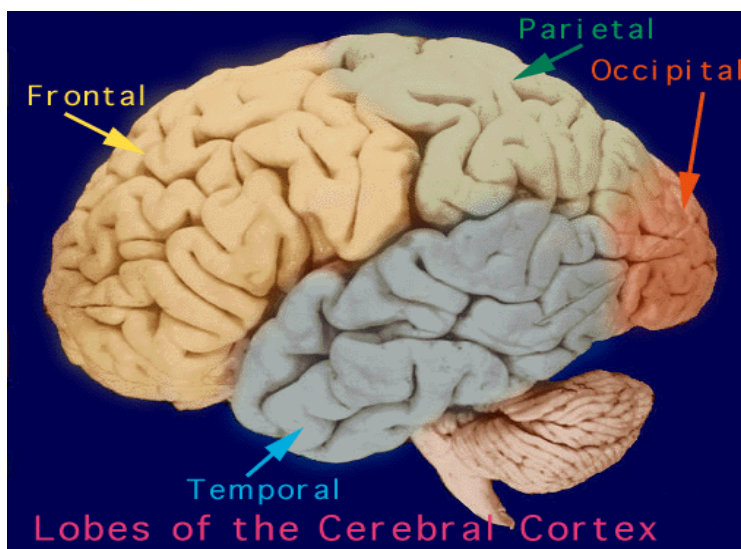 Parietal
Occipital
Frontal
Temporal
Lobes of the Cerebral Cortex